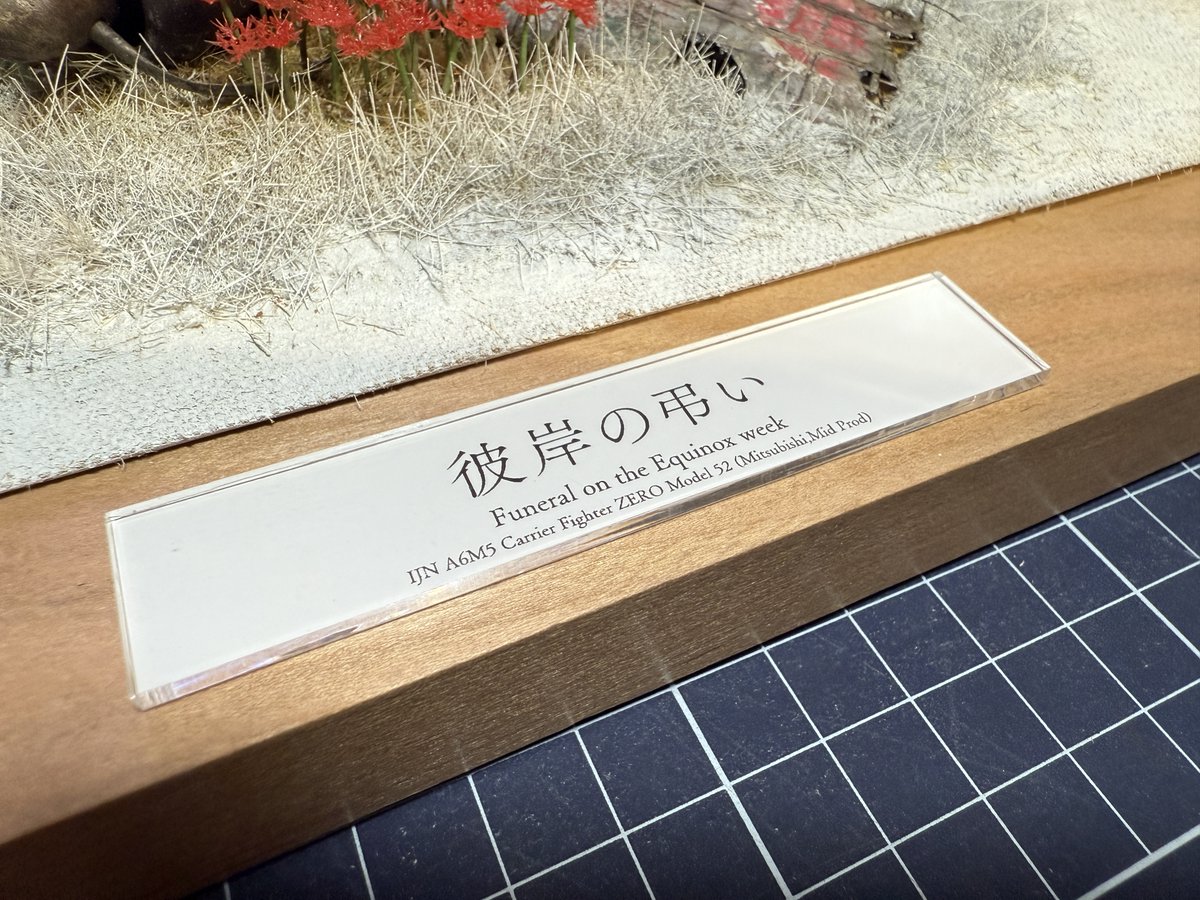 彼岸の弔い
Funeral on the Equinox week
IJN A6M5 Carrier Fighter ZERO Model 52 (Mitsubishi,Mid Prod)